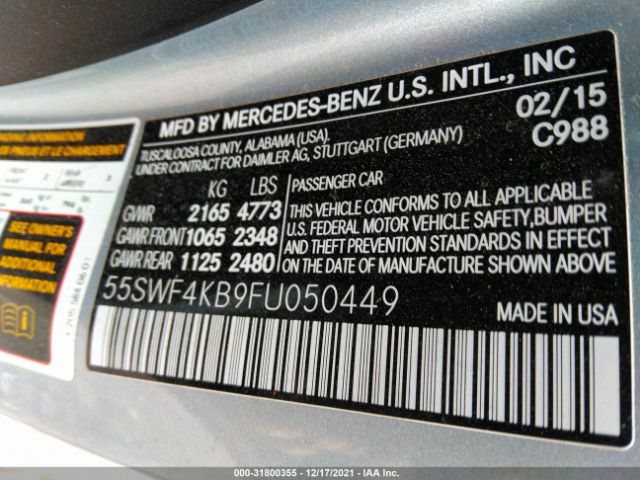 MFD BY MERCEDES-BENZ U.S. INTL., INC
TUSCALOOSA COUNTY, ALABAMA (USA). 02/15
UNDER CONTRACT FOR DAIMLER AG, STUTTGART (GERMANY) C988
KG LBS PASSENGER CAR
GVWR 2165 4773 THIS VEHICLE CONFORMS TO ALL APPLICABLE
GAWR FRONT 1065 2348 U.S. FEDERAL MOTOR VEHICLE SAFETY, BUMPER
GAWR REAR 1125 2480 AND THEFT PREVENTION STANDARDS IN EFFECT
ON THE DATE OF MANUFACTURE SHOWN ABOVE.
55SWF4KB9FU050449 MADE IN USA
INFORMATION
ET LE CHARGEMENT
SEE OWNER'S
MANUAL FOR
ADDITIONAL
INFORMATION
000-31800355 - 12/17/2021 - IAA Inc.